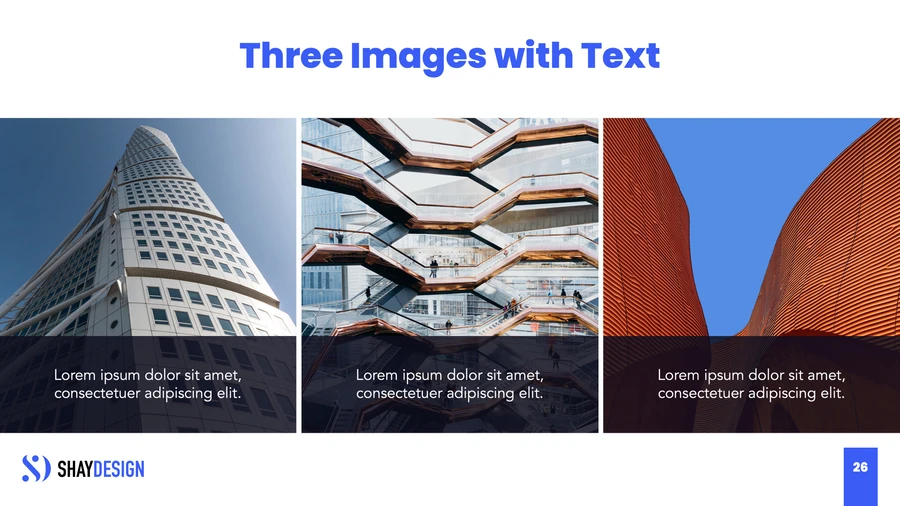 Three Images with Text
Lorem ipsum dolor sit amet,
consectetuer adipiscing elit.
Lorem ipsum dolor sit amet,
consectetuer adipiscing elit.
Lorem ipsum dolor sit amet,
consectetuer adipiscing elit.
SHAYDESIGN
26